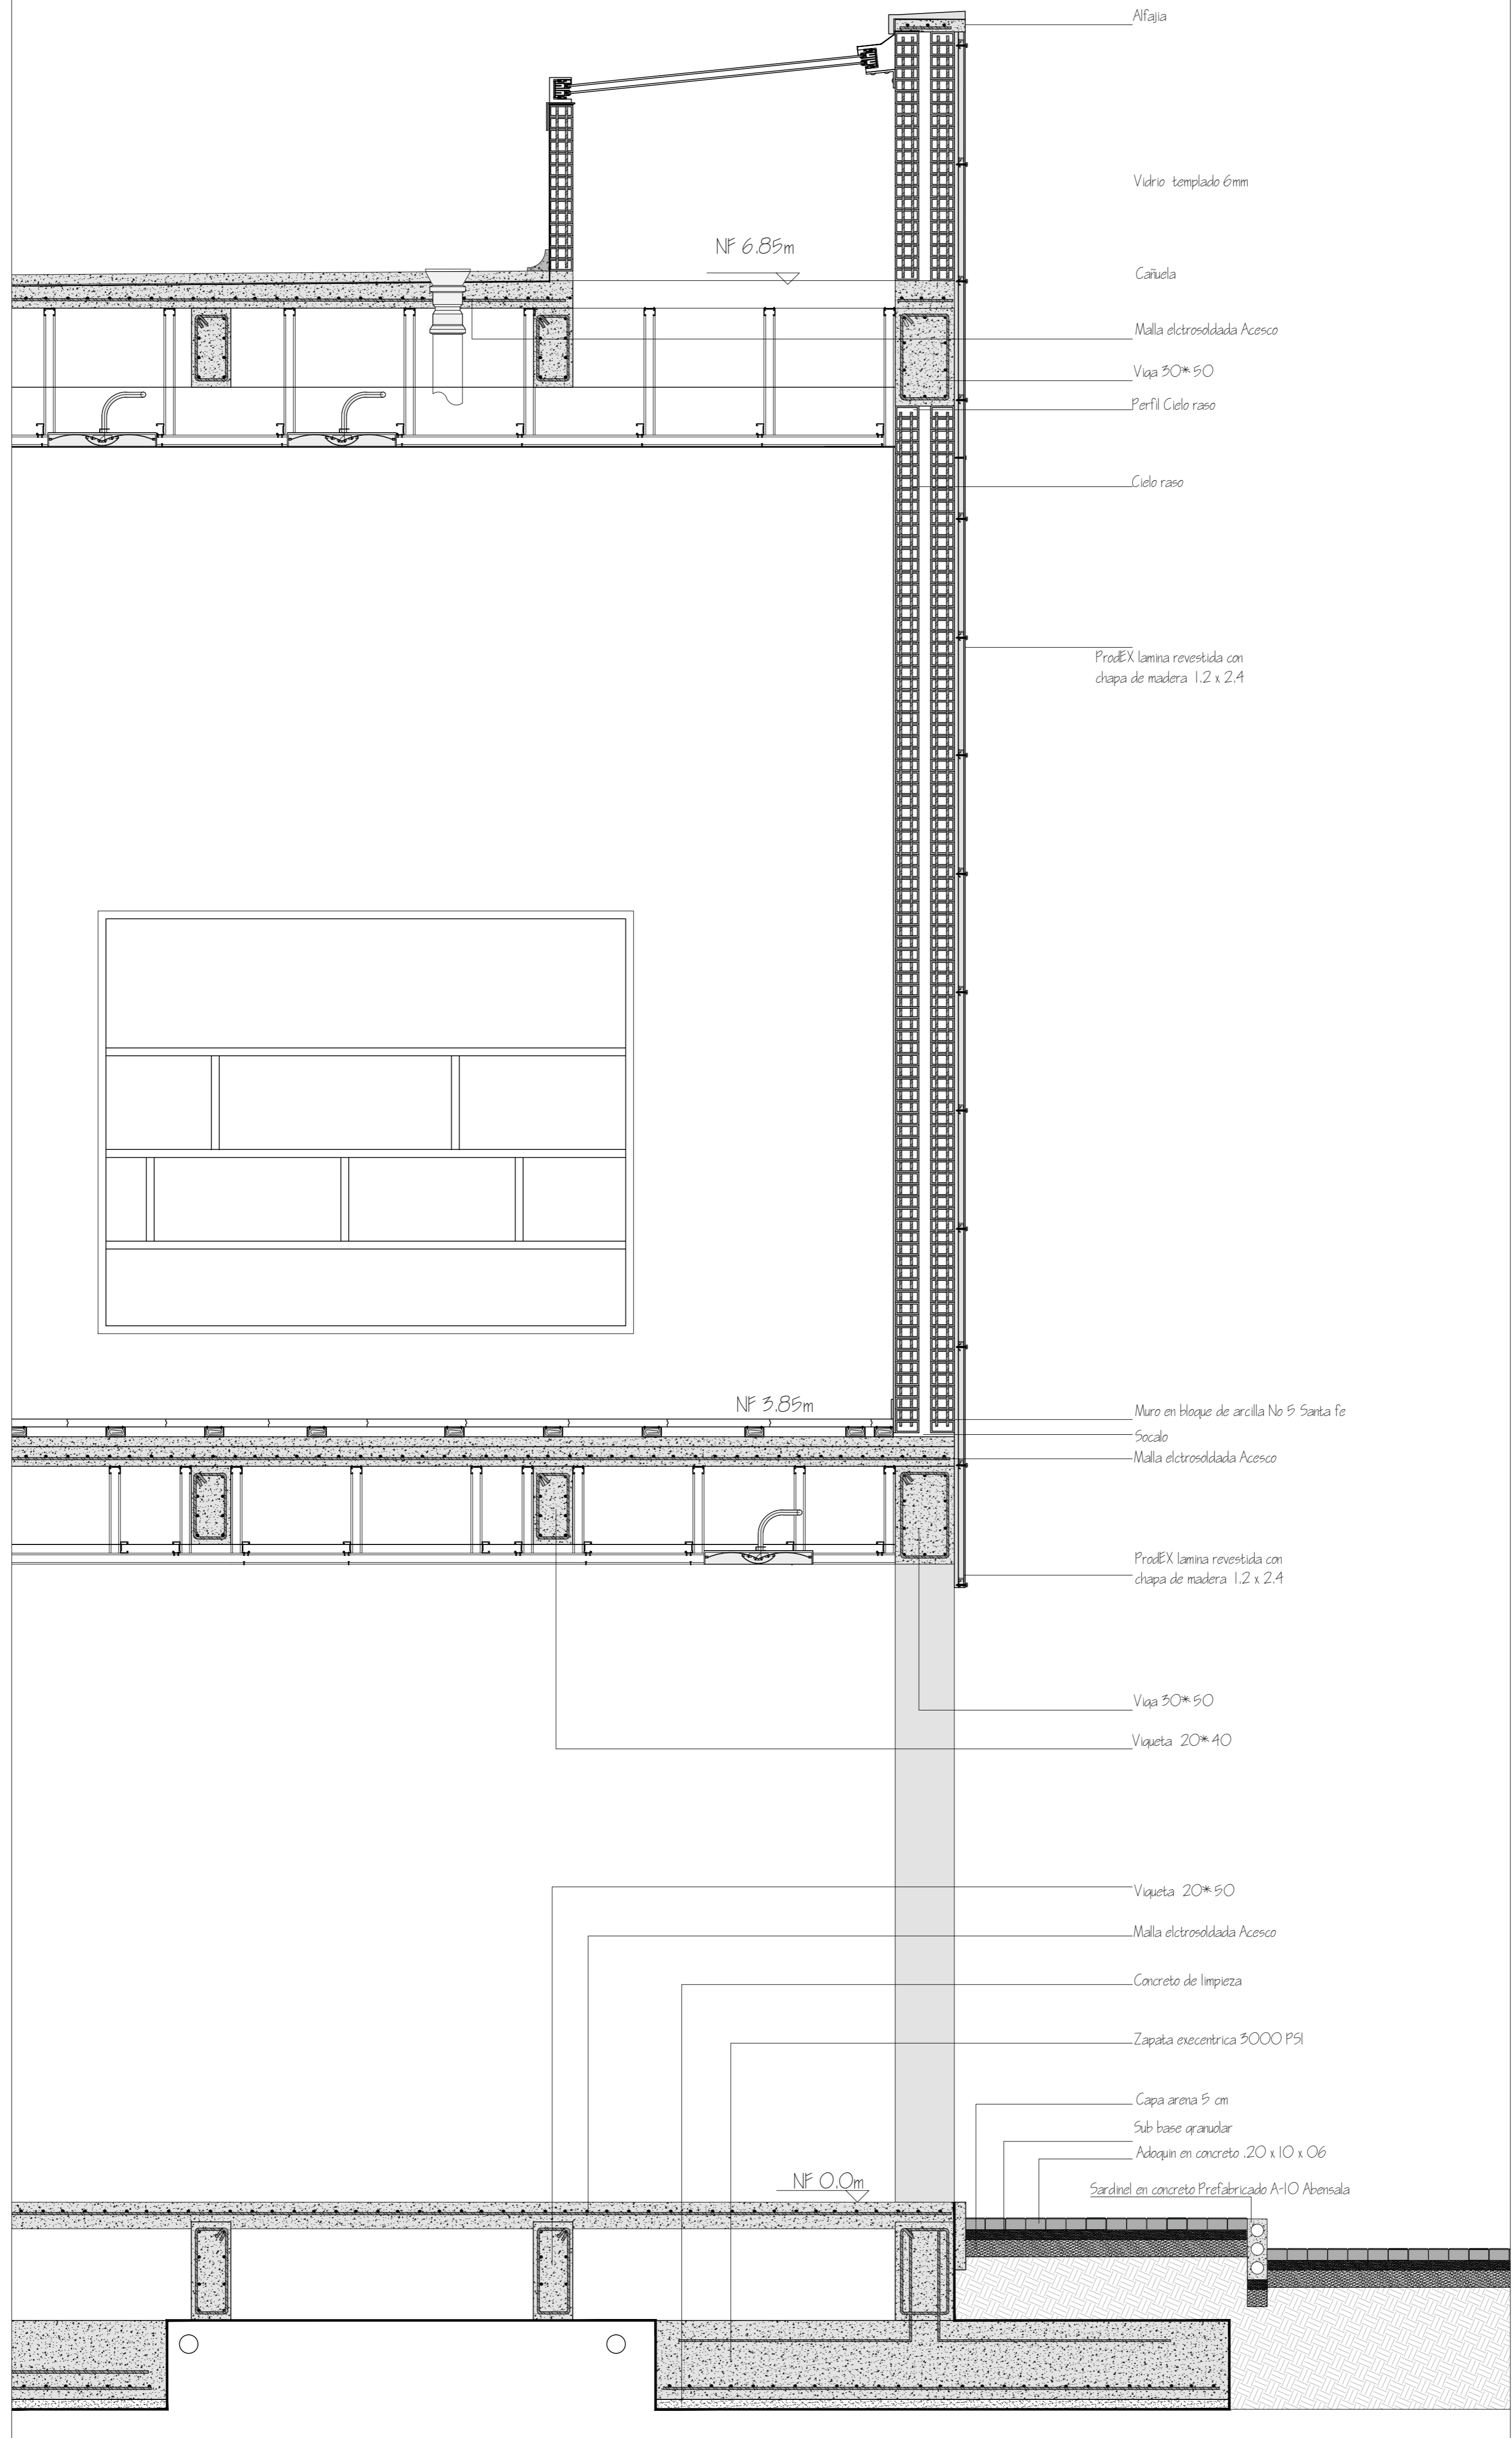 Alfajia
Vidrio templado 6mm
NF 6.85m
Cañuela
Malla elctrosoldada Acesco
Viga 30*50
Perfil Cielo raso
Cielo raso
ProdEX lamina revestida con
chapa de madera 1.2 x 2.4
NF 3.85m
Muro en bloque de arcilla No 5 Santa fe
Socalo
Malla elctrosoldada Acesco
ProdEX lamina revestida con
chapa de madera 1.2 x 2.4
Viga 30*50
Vigueta 20*40
Vigueta 20*50
Malla elctrosoldada Acesco
Concreto de limpieza
Zapata execentrica 3000 PSI
Capa arena 5 cm
Sub base granuolar
Adoquin en concreto .20 x 10 x 06
NF 0.0m
Sardinel en concreto Prefabricado A-10 Abensala